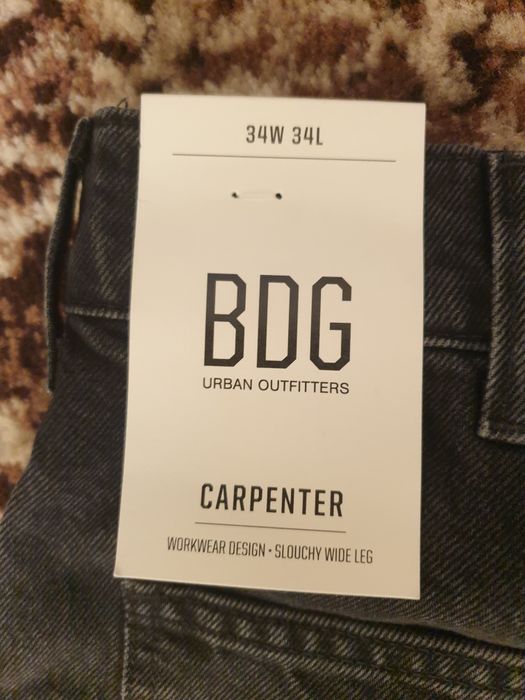 34W 34L
BDG
URBAN OUTFITTERS
CARPENTER
WORKWEAR DESIGN • SLOUCHY WIDE LEG